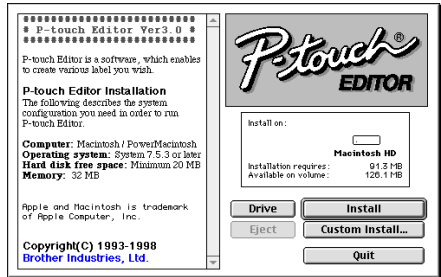 * P-touch Editor Ver3.0 *
P-touch Editor is a software, which enables
to create various label you wish.
P-touch Editor Installation
The following describes the system
configuration you need in order to run
P-touch Editor.
Computer: Macintosh / PowerMacintosh
Operating system: System 7.5.3 or later
Hard disk free space: Minimum 20 MB
Memory: 32 MB
Apple and Macintosh is trademark
of Apple Computer, Inc.
Copyright(C) 1993-1998
Brother Industries, Ltd.
P-touch®
EDITOR
Install on:
Macintosh HD
Installation requires: 91.3 MB
Available on volume: 126.1 MB
Drive
Install
Eject
Custom Install...
Quit